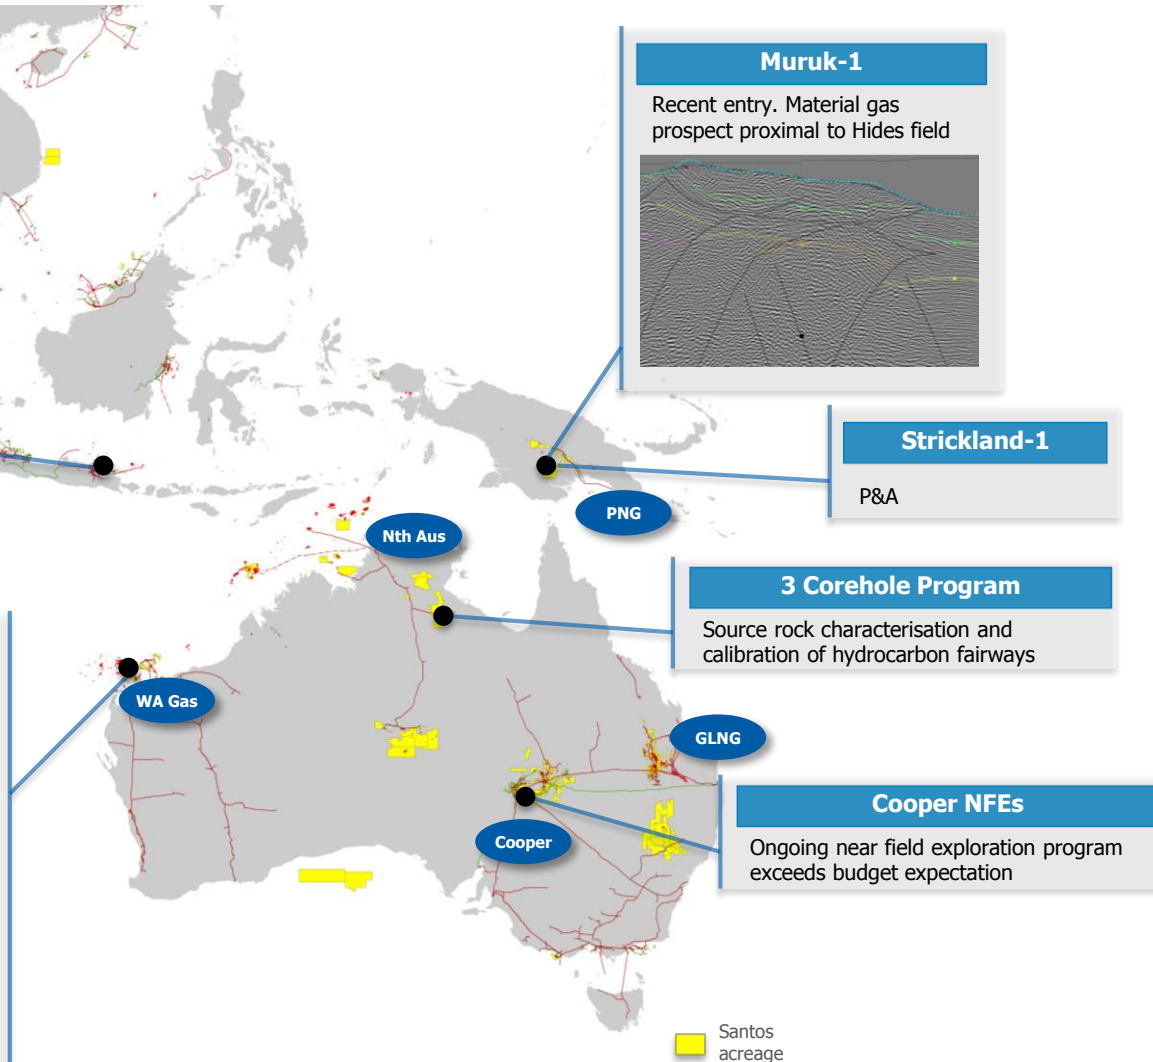 Muruk-1
Recent entry. Material gas
prospect proximal to Hides field
Strickland-1
P&A
PNG
Nth Aus
3 Corehole Program
Source rock characterisation and
calibration of hydrocarbon fairways
WA Gas
GLNG
Cooper NFEs
Ongoing near field exploration program
exceeds budget expectation
Cooper
Santos
acreage